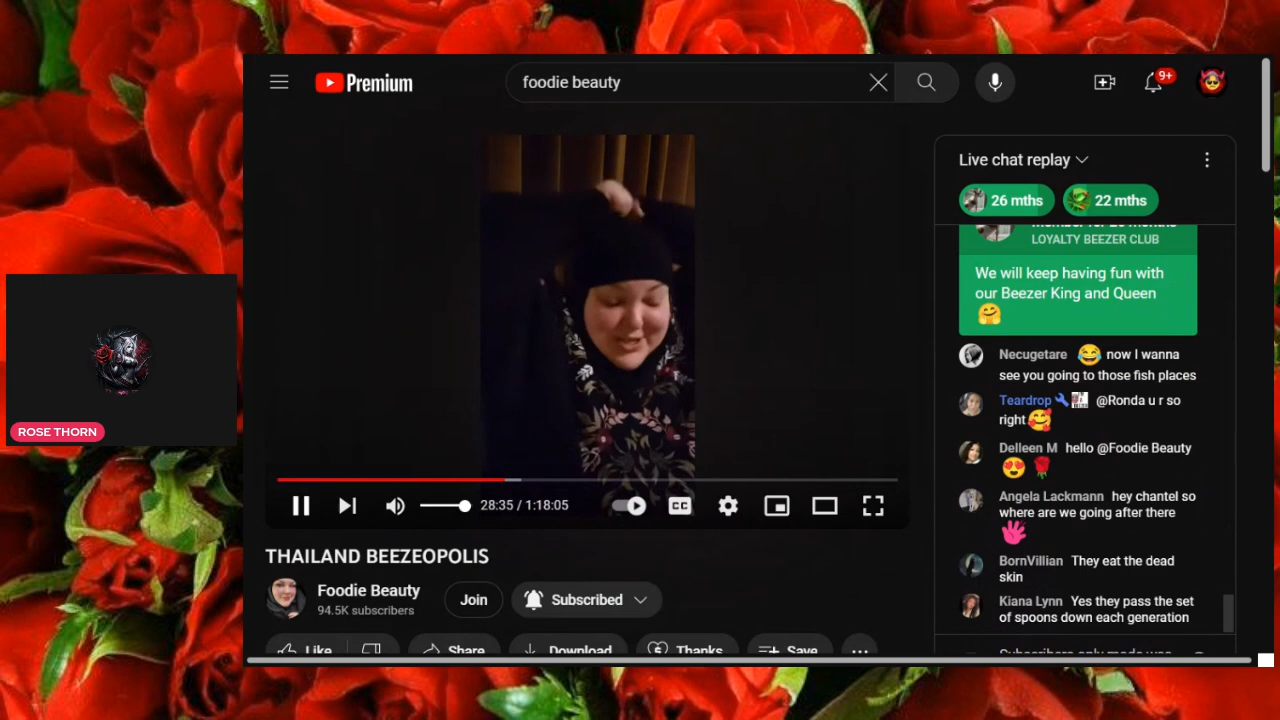 Premium
foodie beauty
9+
Live chat replay
26 mths
22 mths
LOYALTY BEEZER CLUB
We will keep having fun with
our Beezer King and Queen
Necugetare now I wanna
see you going to those fish places
Teardrop @Ronda u r so
right
Delleen M hello @Foodie Beauty
Angela Lackmann hey chantel so
where are we going after there
BornVillian They eat the dead
skin
Kiana Lynn Yes they pass the set
of spoons down each generation
ROSE THORN
CC
28:35 / 1:18:05
THAILAND BEEZEOPOLIS
Foodie Beauty
94.5K subscribers
Join
Subscribed
Like
Share
Download
Thanks
Save